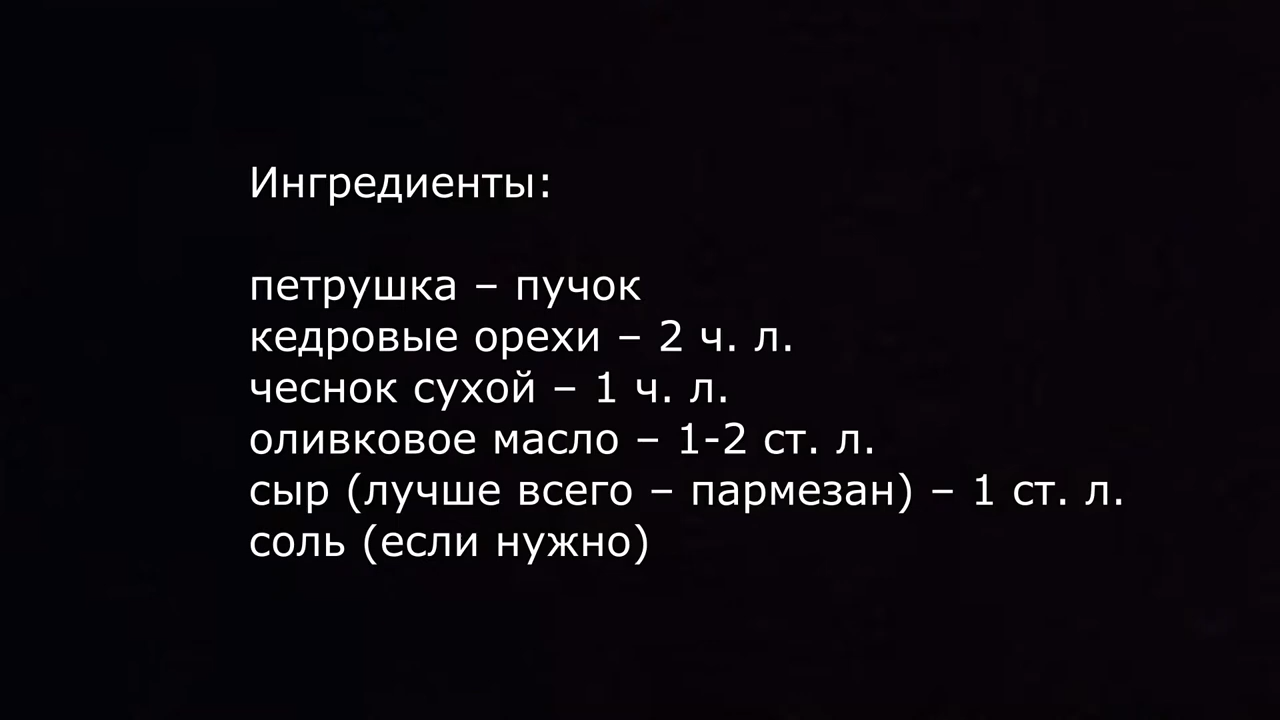 Ингредиенты:
петрушка – пучок
кедровые орехи – 2 ч. л.
чеснок сухой – 1 ч. л.
оливковое масло – 1-2 ст. л.
сыр (лучше всего – пармезан) – 1 ст. л.
соль (если нужно)